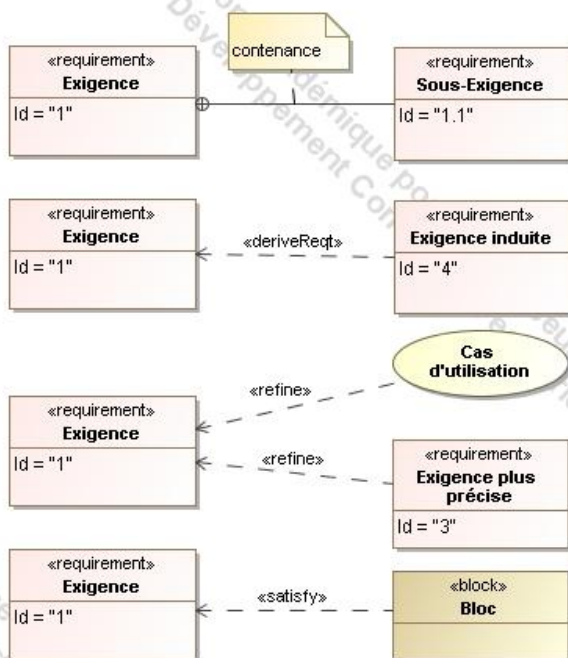 contenance
«requirement»
Exigence
Id = "1"
«requirement»
Sous-Exigence
Id = "1.1"
«requirement»
Exigence
Id = "1"
«deriveReqt»
«requirement»
Exigence induite
Id = "4"
Cas
d'utilisation
«refine»
«requirement»
Exigence
Id = "1"
«refine»
«requirement»
Exigence plus
précise
Id = "3"
«requirement»
Exigence
Id = "1"
«satisfy»
«block»
Bloc